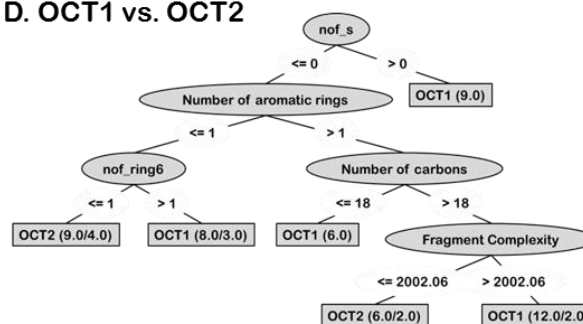 D. OCT1 vs. OCT2
nof_s
<= 0 > 0
Number of aromatic rings OCT1 (9.0)
<= 1 > 1
nof_ring6 Number of carbons
<= 1 > 1 <= 18 > 18
OCT2 (9.0/4.0) OCT1 (8.0/3.0) OCT1 (6.0) Fragment Complexity
<= 2002.06 > 2002.06
OCT2 (6.0/2.0) OCT1 (12.0/2.0)